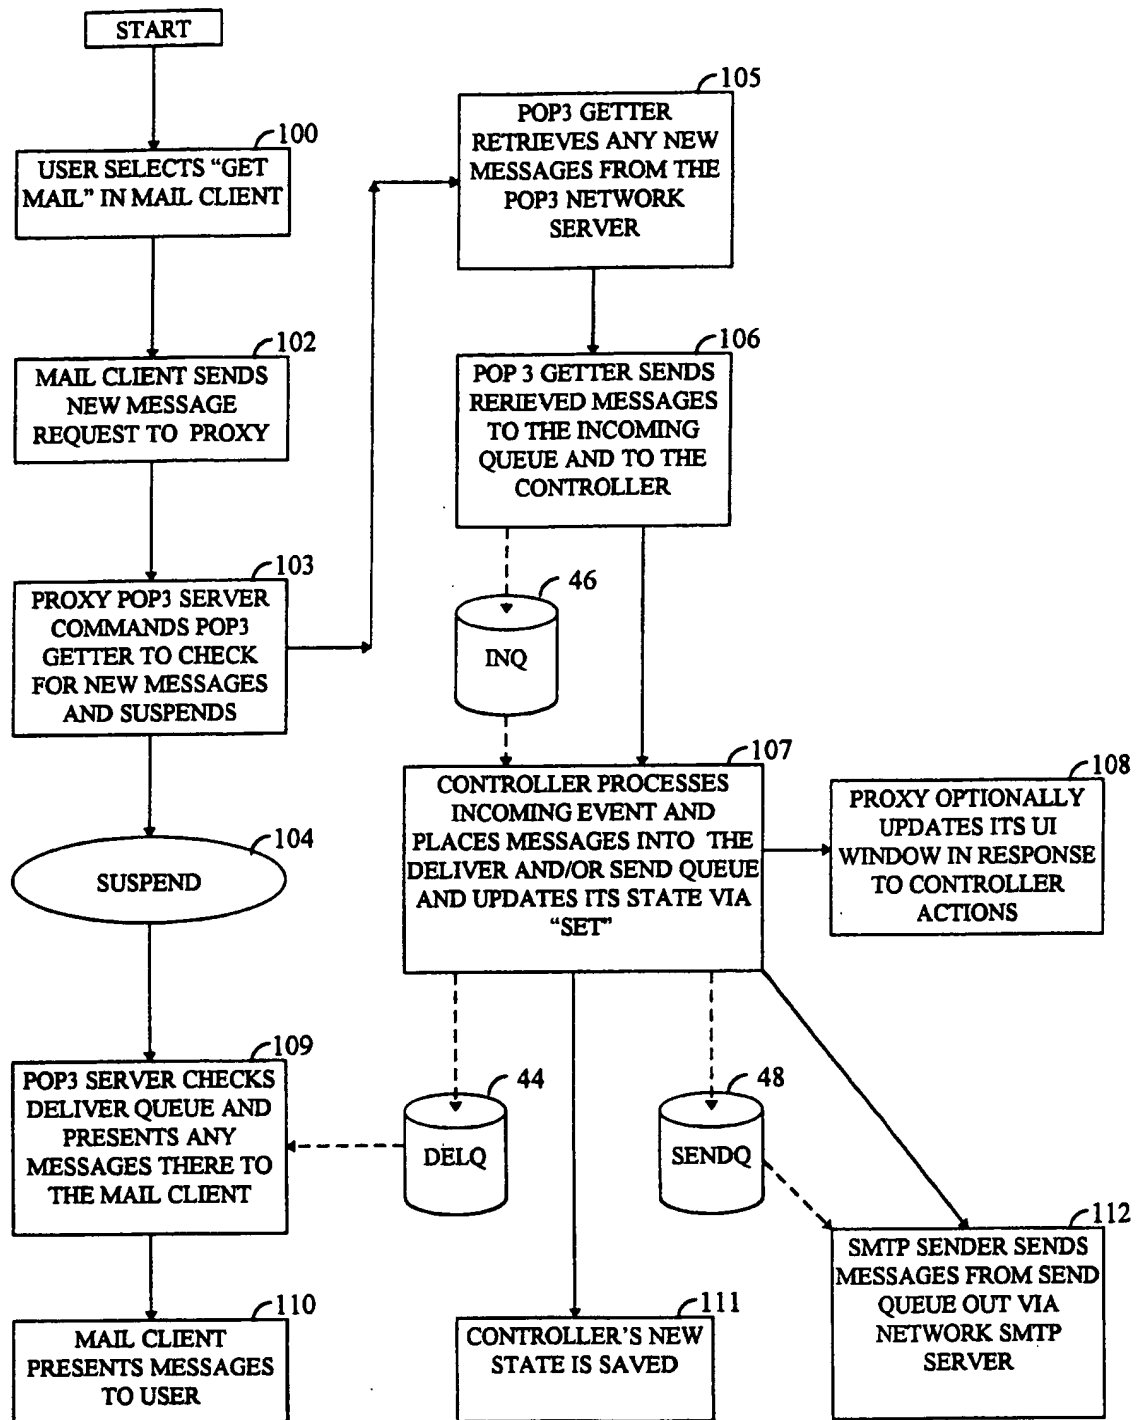 START
100
USER SELECTS “GET
MAIL” IN MAIL CLIENT
102
MAIL CLIENT SENDS
NEW MESSAGE
REQUEST TO PROXY
103
PROXY POP3 SERVER
COMMANDS POP3
GETTER TO CHECK
FOR NEW MESSAGES
AND SUSPENDS
104
SUSPEND
105
POP3 GETTER
RETRIEVES ANY NEW
MESSAGES FROM THE
POP3 NETWORK
SERVER
106
POP 3 GETTER SENDS
RERIEVED MESSAGES
TO THE INCOMING
QUEUE AND TO THE
CONTROLLER
46
INQ
107
CONTROLLER PROCESSES
INCOMING EVENT AND
PLACES MESSAGES INTO THE
DELIVER AND/OR SEND QUEUE
AND UPDATES ITS STATE VIA
“SET”
108
PROXY OPTIONALLY
UPDATES ITS UI
WINDOW IN RESPONSE
TO CONTROLLER
ACTIONS
109
POP3 SERVER CHECKS
DELIVER QUEUE AND
PRESENTS ANY
MESSAGES THERE TO
THE MAIL CLIENT
44
DELQ
48
SENDQ
110
MAIL CLIENT
PRESENTS MESSAGES
TO USER
111
CONTROLLER’S NEW
STATE IS SAVED
112
SMTP SENDER SENDS
MESSAGES FROM SEND
QUEUE OUT VIA
NETWORK SMTP
SERVER